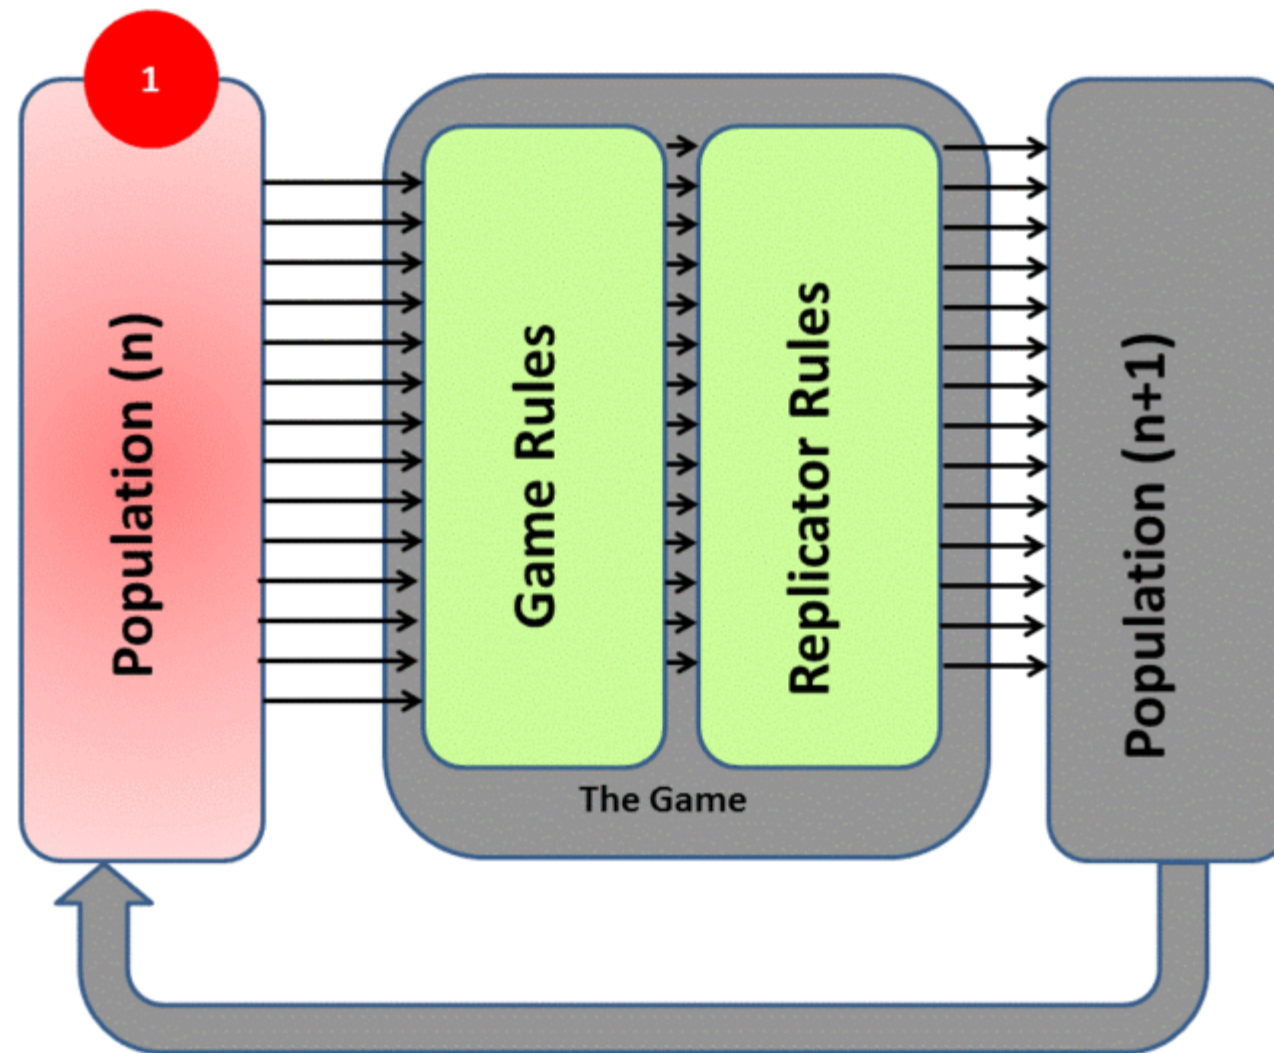 1
Population (n)
Game Rules
Replicator Rules
The Game
Population (n+1)